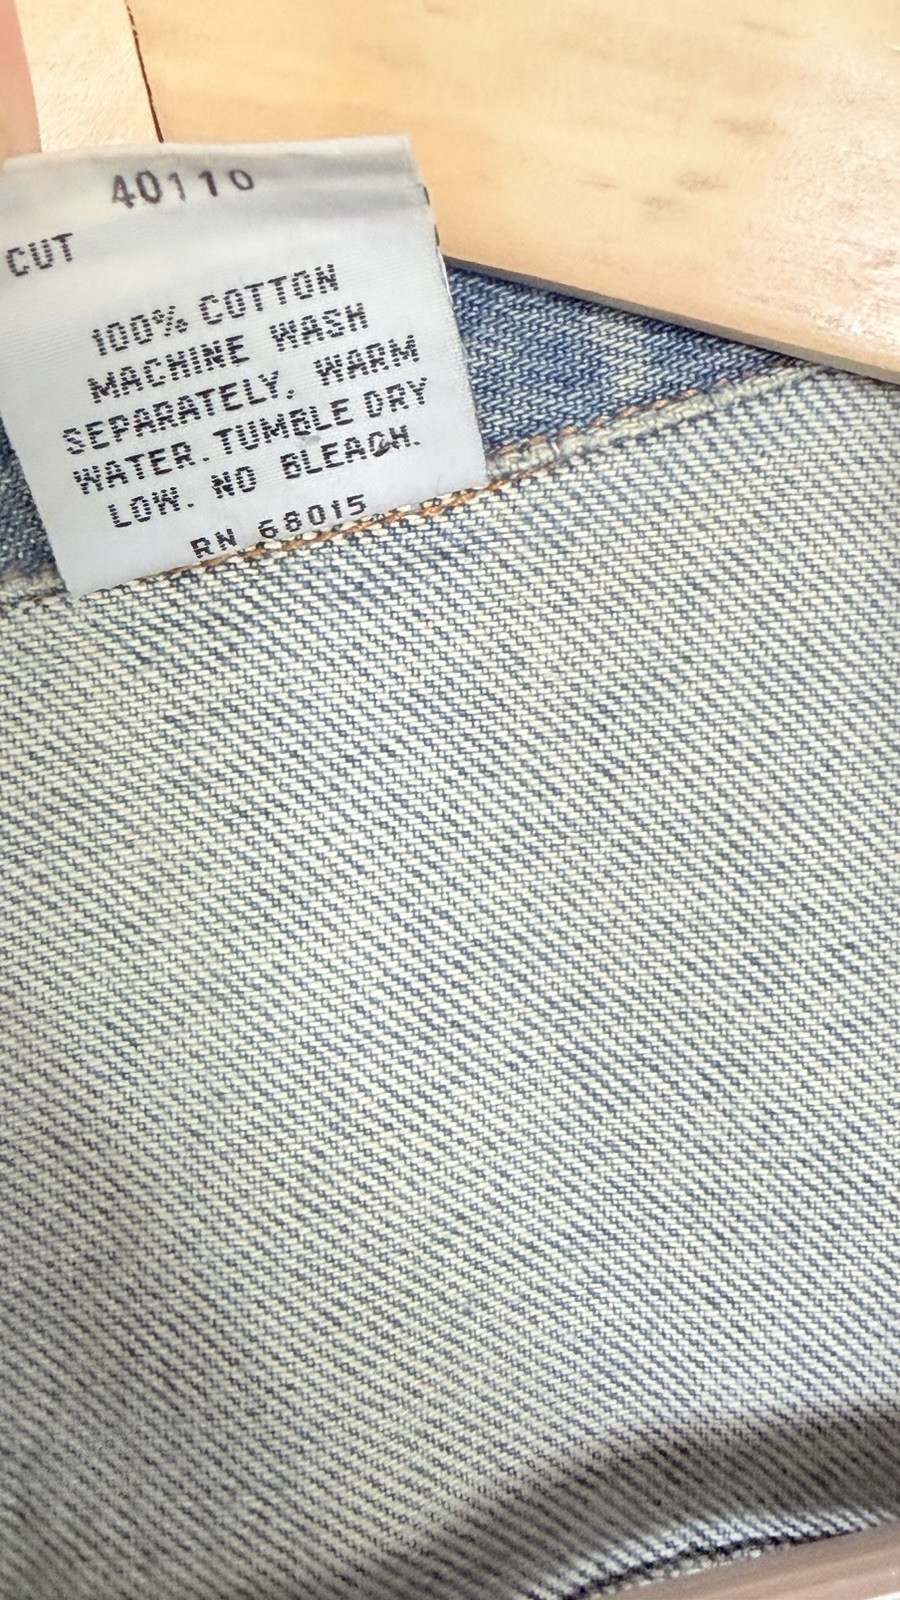 40110
CUT
100% COTTON
MACHINE WASH
SEPARATELY. WARM
WATER. TUMBLE DRY
LOW. NO BLEACH.
RN 68015